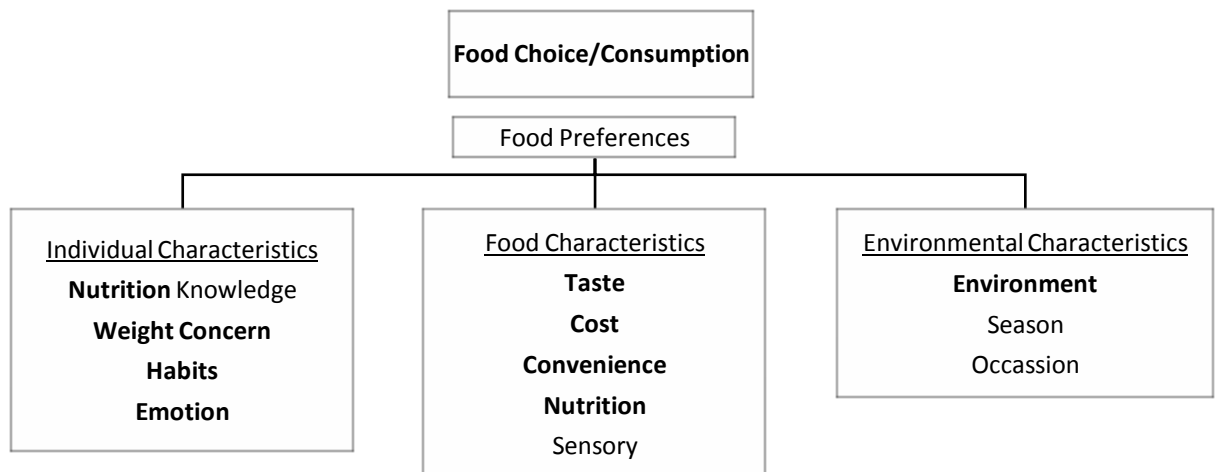 Food Choice/Consumption
Food Preferences
Individual Characteristics
Nutrition Knowledge
Weight Concern
Habits
Emotion
Food Characteristics
Taste
Cost
Convenience
Nutrition
Sensory
Environmental Characteristics
Environment
Season
Occassion